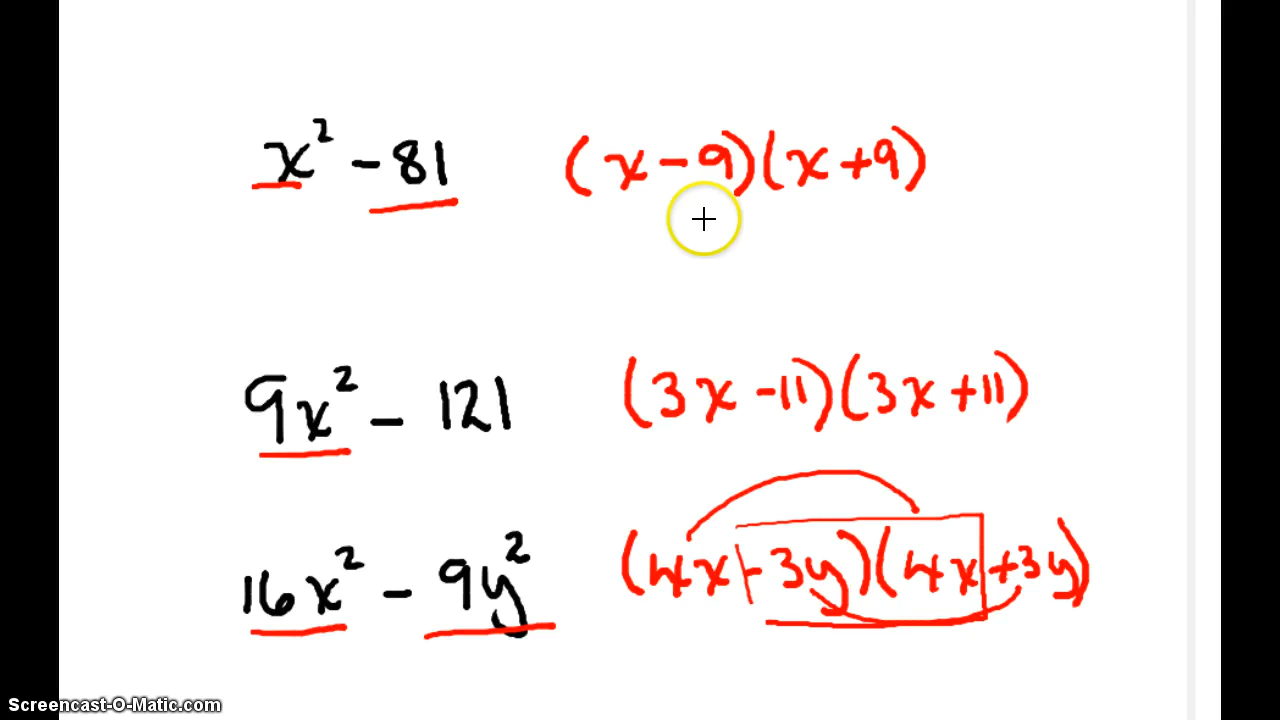 x² - 81 (x - 9)(x + 9)
9x² - 121 (3x - 11)(3x + 11)
16x² - 9y² (4x - 3y)(4x + 3y)
Screencast-O-Matic.com